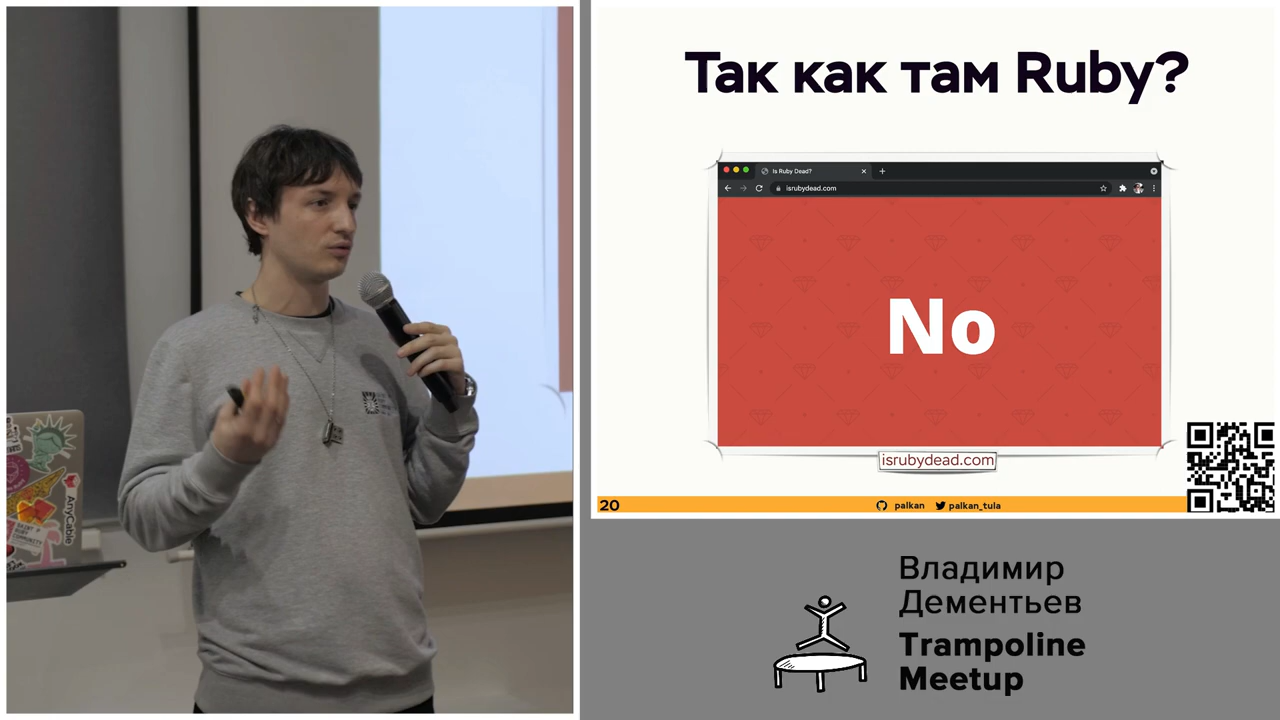 Так как там Ruby?
Is Ruby Dead?
isrubydead.com
No
isrubydead.com
20
palkan
palkan_tula
Владимир
Дементьев
Trampoline
Meetup
AnyCable